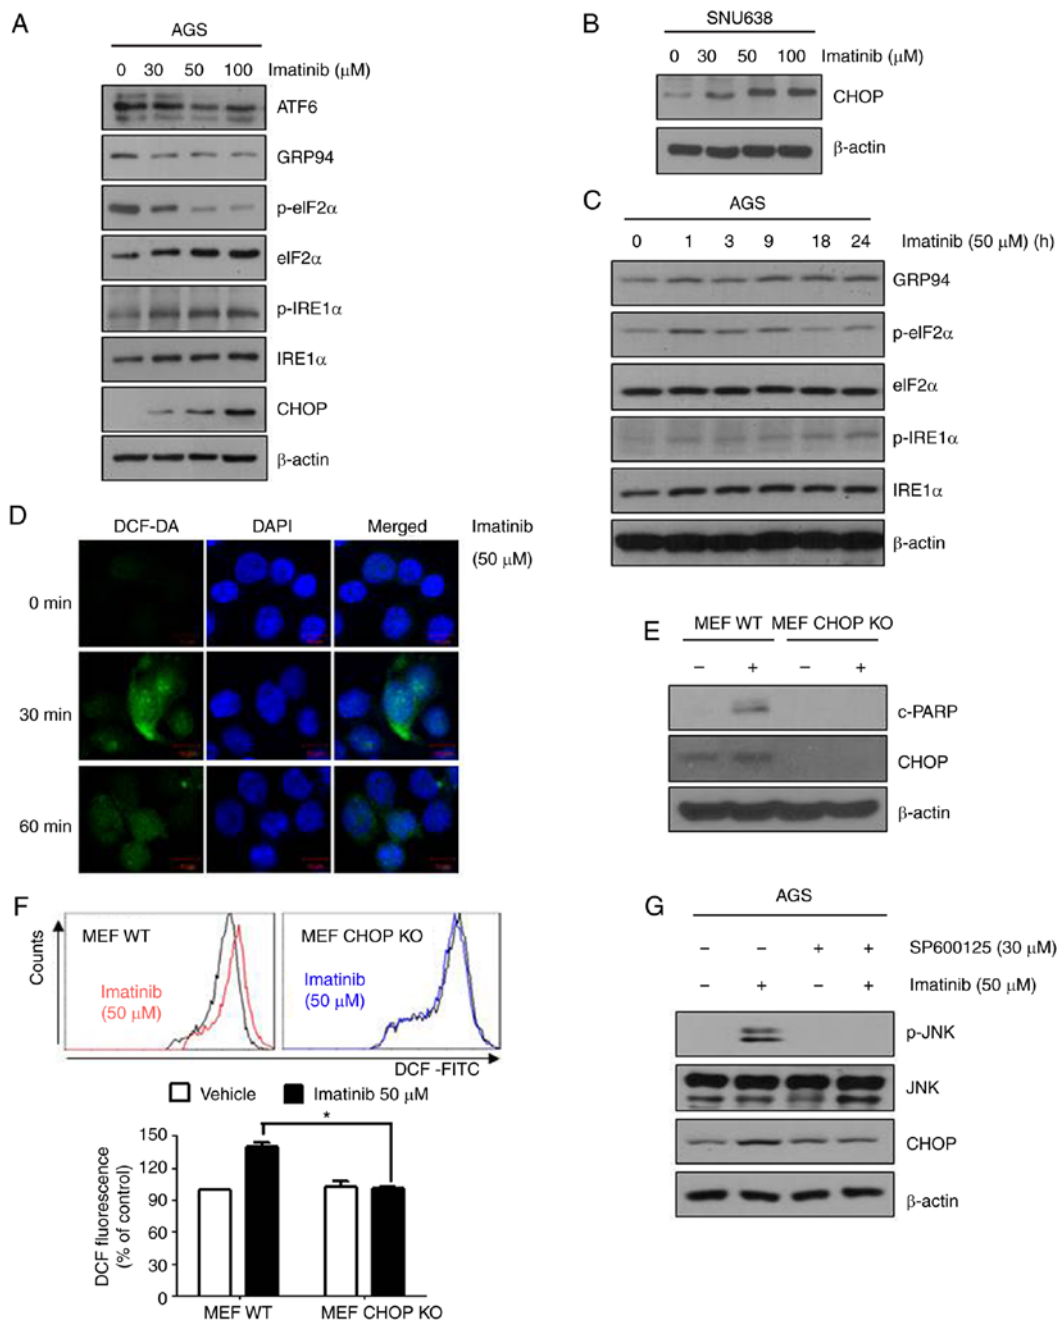 A
AGS
0 30 50 100 Imatinib (μM)
ATF6
GRP94
p-eIF2α
eIF2α
p-IRE1α
IRE1α
CHOP
β-actin
B
SNU638
0 30 50 100 Imatinib (μM)
CHOP
β-actin
C
AGS
0 1 3 9 18 24 Imatinib (50 μM) (h)
GRP94
p-eIF2α
eIF2α
p-IRE1α
IRE1α
β-actin
D
DCF-DA DAPI Merged Imatinib
(50 μM)
0 min
30 min
60 min
E
MEF WT MEF CHOP KO
– + – +
c-PARP
CHOP
β-actin
F
Counts
MEF WT
Imatinib
(50 μM)
MEF CHOP KO
Imatinib
(50 μM)
DCF -FITC
Vehicle Imatinib 50 μM
*
DCF fluorescence
(% of control)
150
120
90
60
30
0
MEF WT MEF CHOP KO
G
AGS
– – + + SP600125 (30 μM)
– + – + Imatinib (50 μM)
p-JNK
JNK
CHOP
β-actin